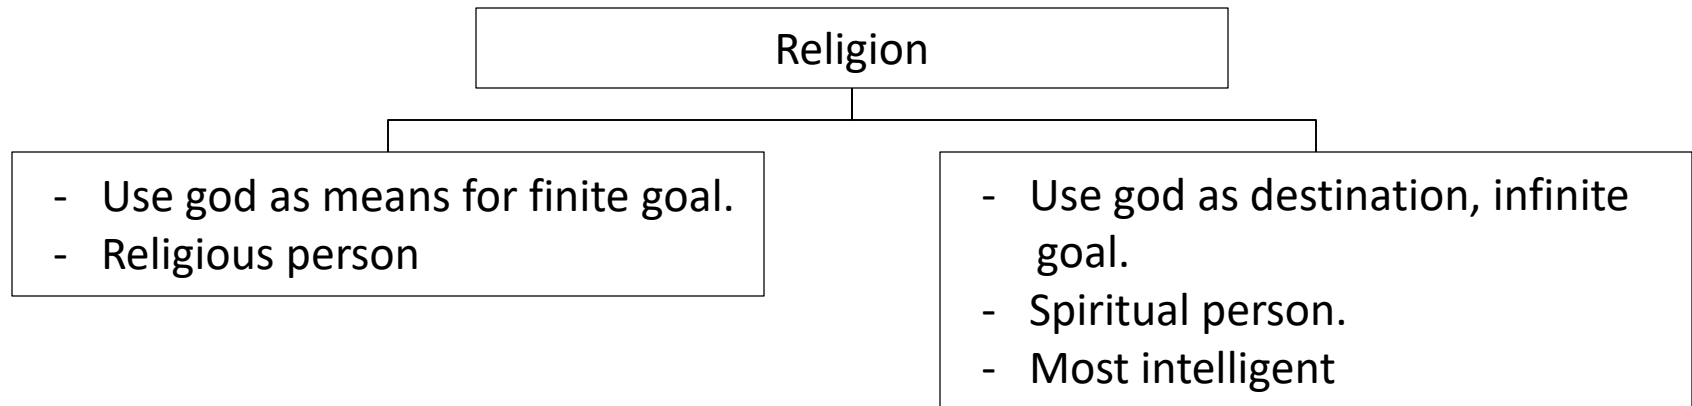 Religion
- Use god as means for finite goal.
- Religious person
- Use god as destination, infinite
goal.
- Spiritual person.
- Most intelligent